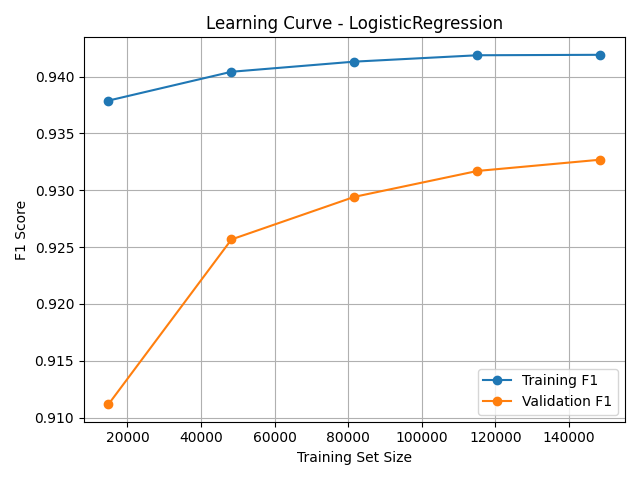 Learning Curve - LogisticRegression
F1 Score
0.940
0.935
0.930
0.925
0.920
0.915
0.910
20000 40000 60000 80000 100000 120000 140000
Training Set Size
Training F1
Validation F1